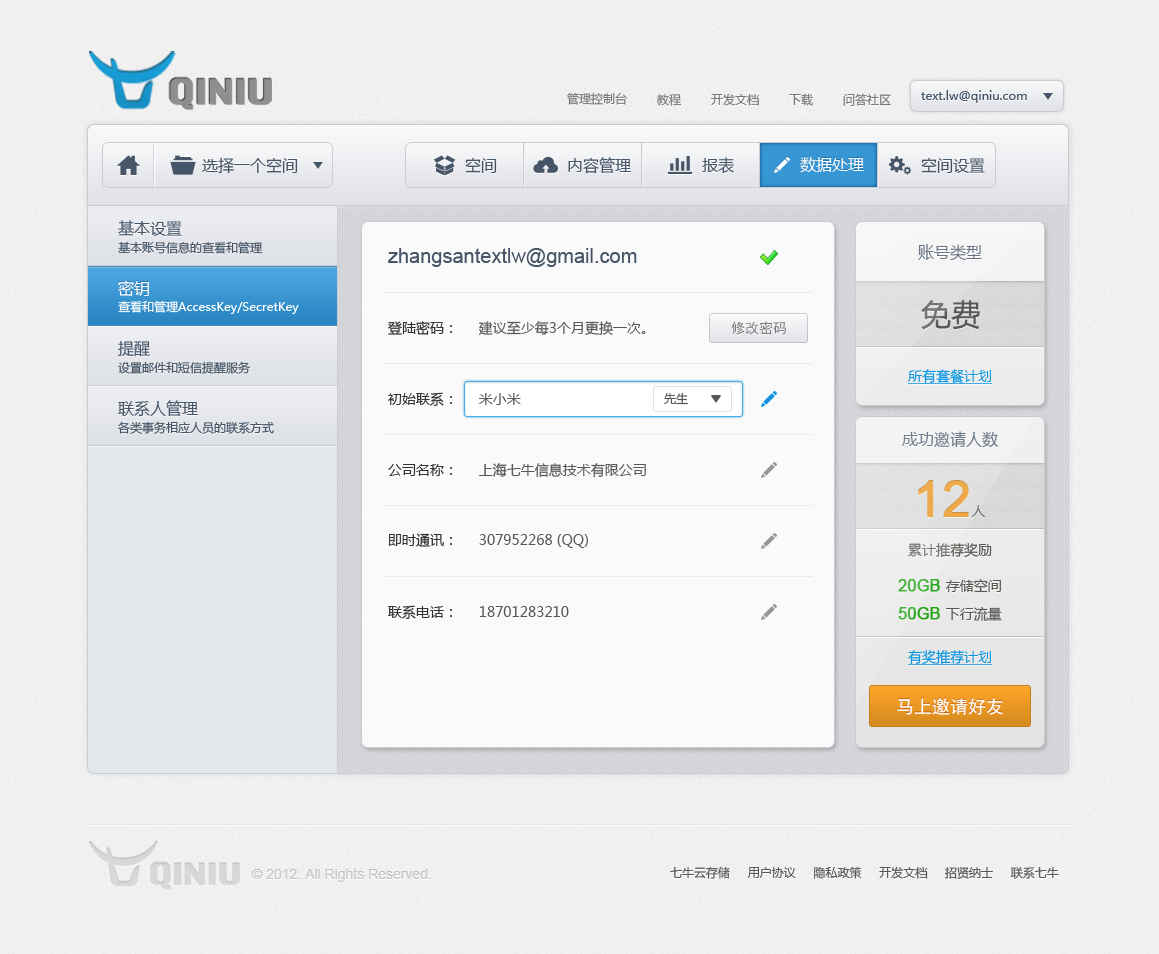 QINIU
管理控制台 教程 开发文档 下载 问答社区 text.lw@qiniu.com
选择一个空间 空间 内容管理 报表 数据处理 空间设置
基本设置
基本账号信息的查看和管理
密钥
查看和管理AccessKey/SecretKey
提醒
设置邮件和短信提醒服务
联系人管理
各类事务相应人员的联系方式
zhangsantextlw@gmail.com
登陆密码: 建议至少每3个月更换一次。 修改密码
初始联系: 米小米 先生
公司名称: 上海七牛信息技术有限公司
即时通讯: 307952268 (QQ)
联系电话: 18701283210
账号类型
免费
所有套餐计划
成功邀请人数
12人
累计推荐奖励
20GB 存储空间
50GB 下行流量
有奖推荐计划
马上邀请好友
QINIU © 2012. All Rights Reserved.
七牛云存储 用户协议 隐私政策 开发文档 招贤纳士 联系七牛